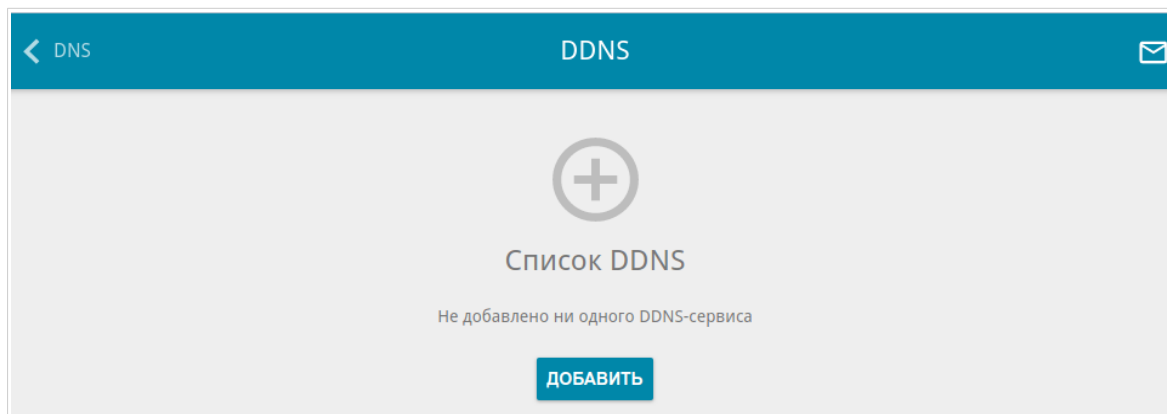 DNS
DDNS
Список DDNS
Не добавлено ни одного DDNS-сервиса
ДОБАВИТЬ